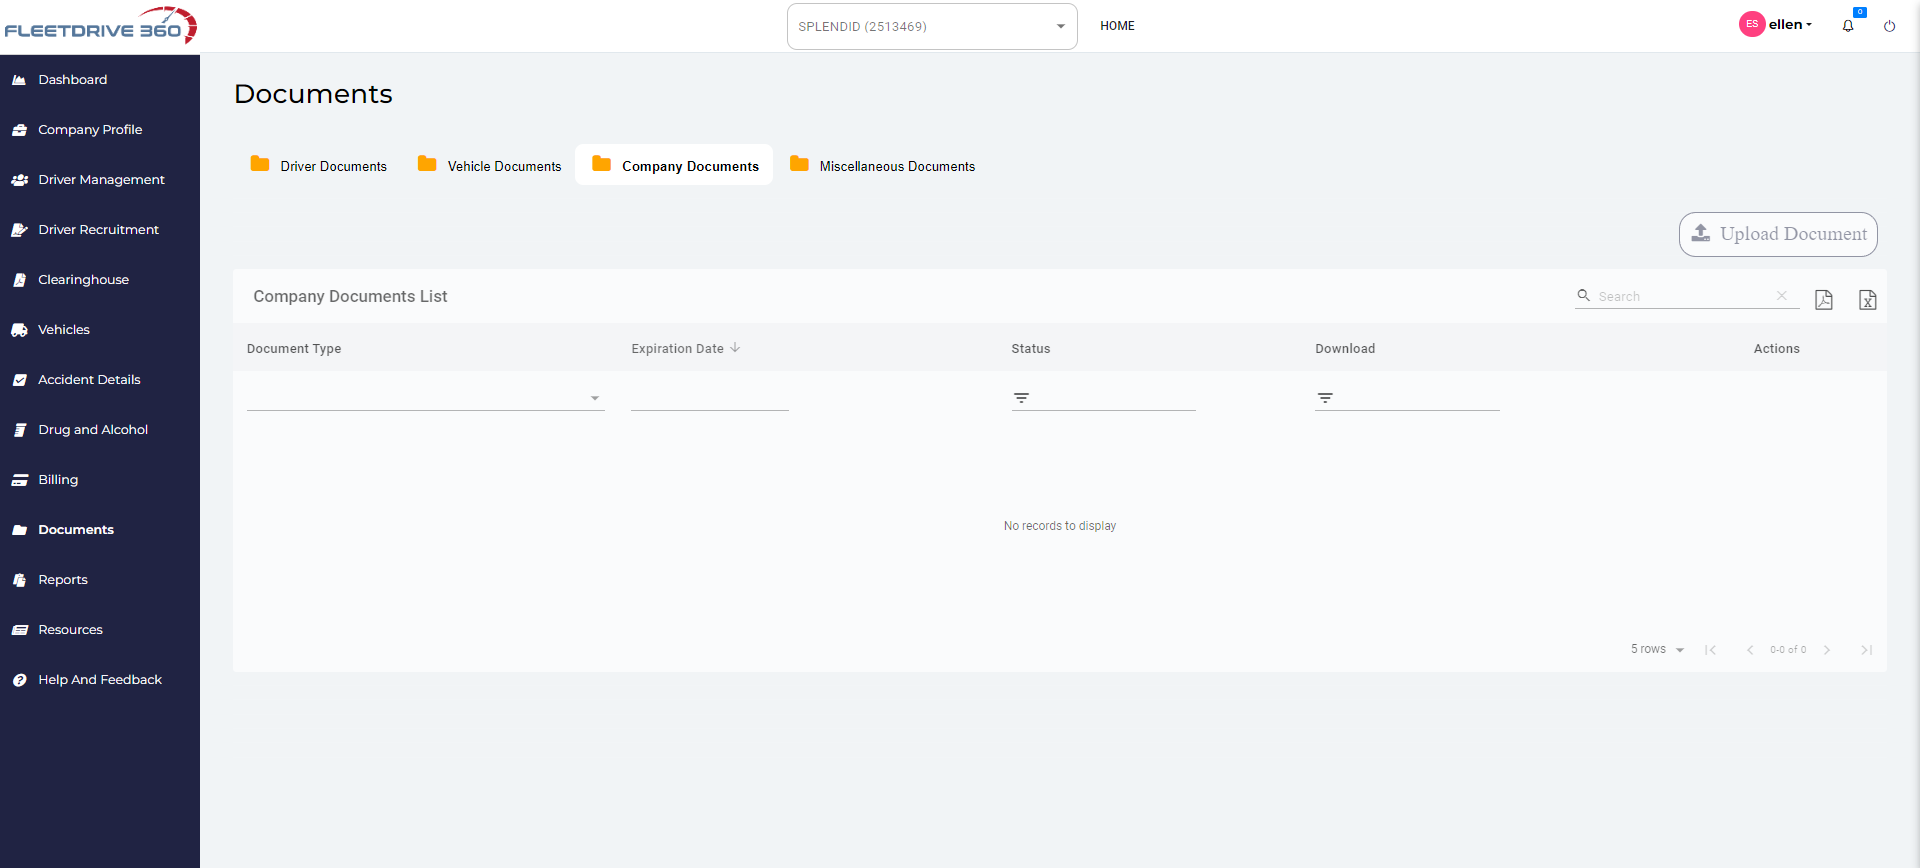 FLEETDRIVE 360
SPLENDID (2513469)
HOME
ES
ellen
0
Dashboard
Company Profile
Driver Management
Driver Recruitment
Clearinghouse
Vehicles
Accident Details
Drug and Alcohol
Billing
Documents
Reports
Resources
Help And Feedback
Documents
Driver Documents
Vehicle Documents
Company Documents
Miscellaneous Documents
Upload Document
Company Documents List
Search
Document Type
Expiration Date
Status
Download
Actions
No records to display
5 rows
0-0 of 0